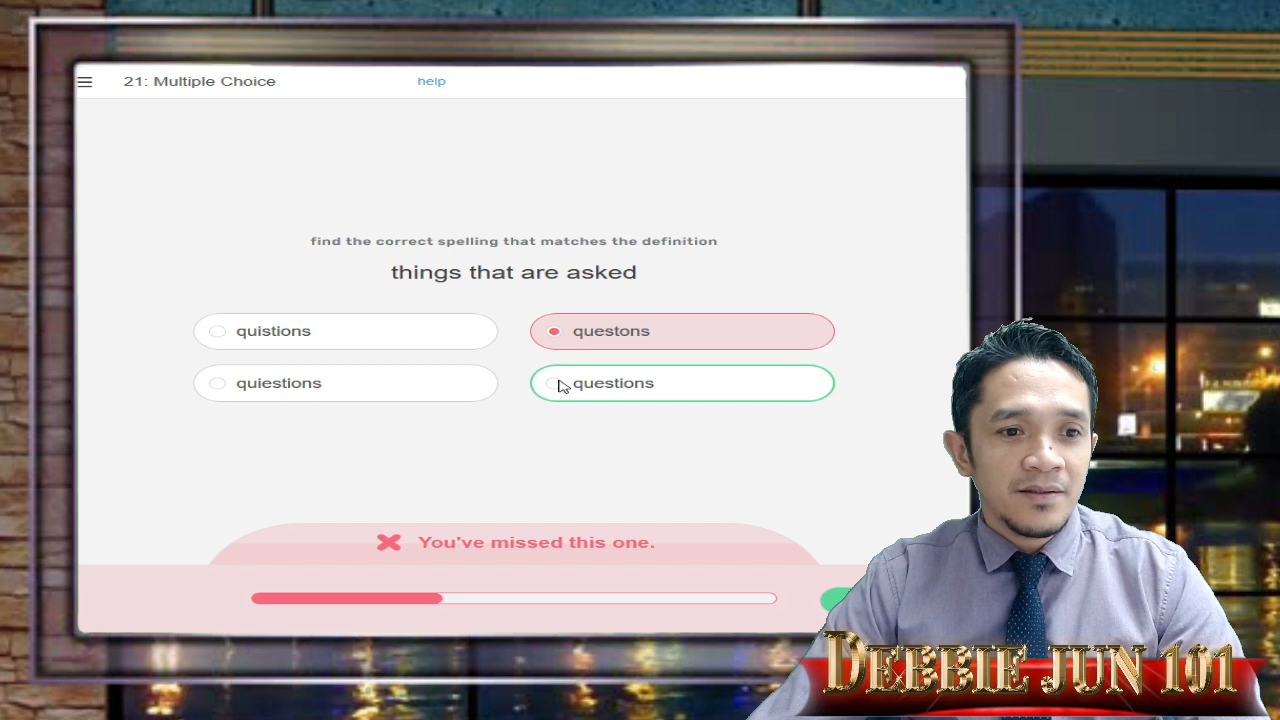 21: Multiple Choice help
find the correct spelling that matches the definition
things that are asked
quistions questons
quiestions questions
You've missed this one.
DEBBIE JUN 101